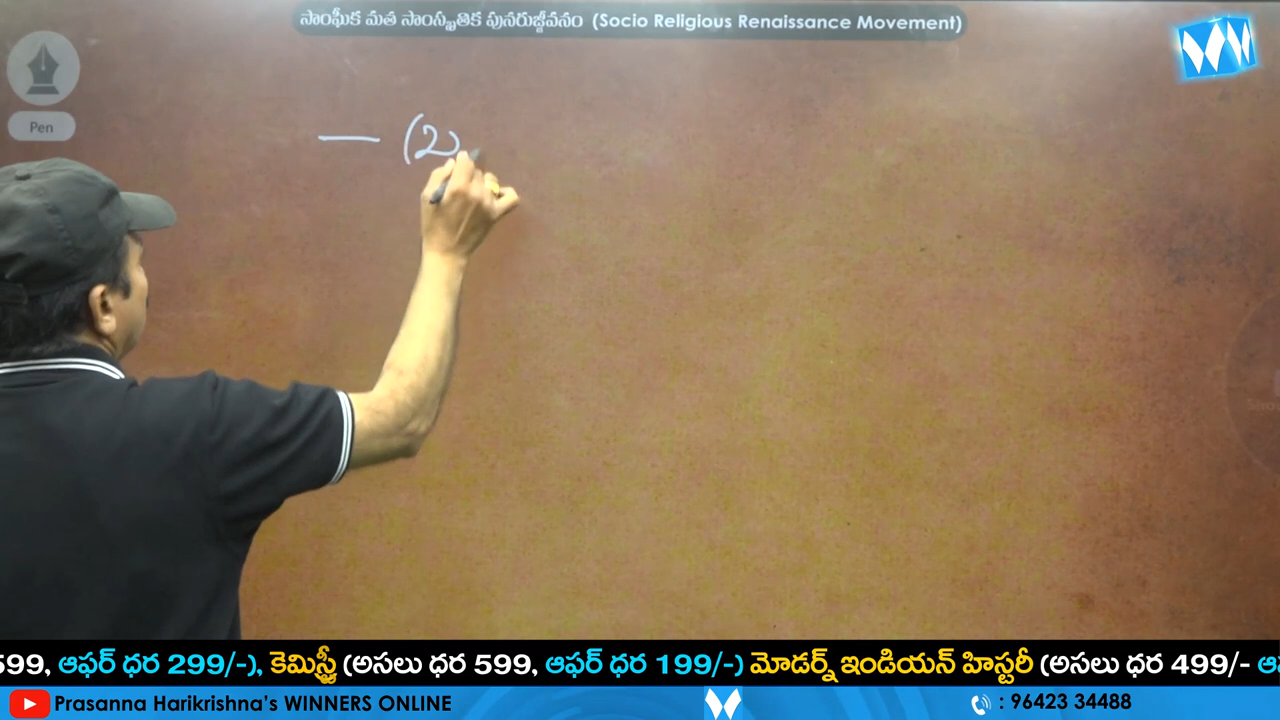 సాంఘీక మత సాంస్కృతిక పునరుజ్జీవనం (Socio Religious Renaissance Movement)
Pen
— (2)
599, ఆఫర్ ధర 299/-), కెమిస్ట్రీ (అసలు ధర 599, ఆఫర్ ధర 199/-) మోడర్న్ ఇండియన్ హిస్టరీ (అసలు ధర 499/- ఆ
Prasanna Harikrishna's WINNERS ONLINE
: 96423 34488